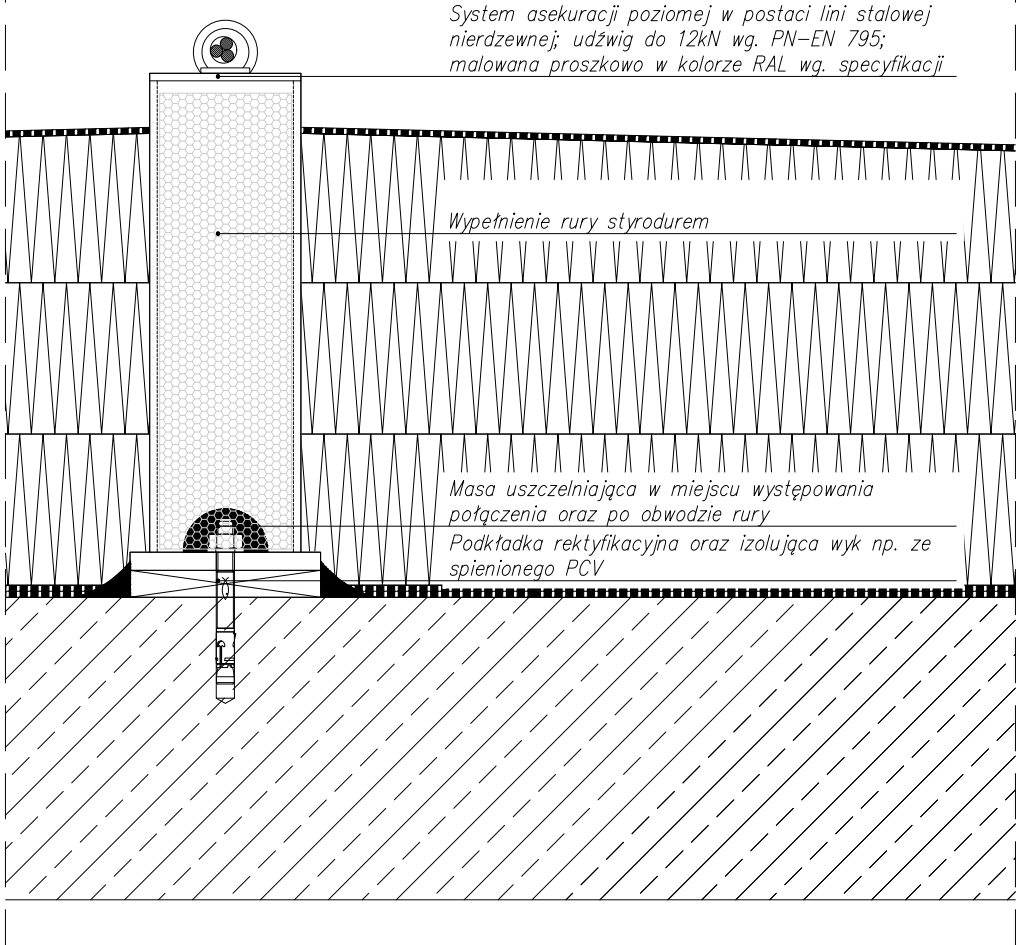 System asekuracji poziomej w postaci lini stalowej
nierdzewnej; udźwig do 12kN wg. PN-EN 795;
malowana proszkowo w kolorze RAL wg. specyfikacji
Wypełnienie rury styrodurem
Masa uszczelniająca w miejscu występowania
połączenia oraz po obwodzie rury
Podkładka rektyfikacyjna oraz izolująca wyk np. ze
spienionego PCV